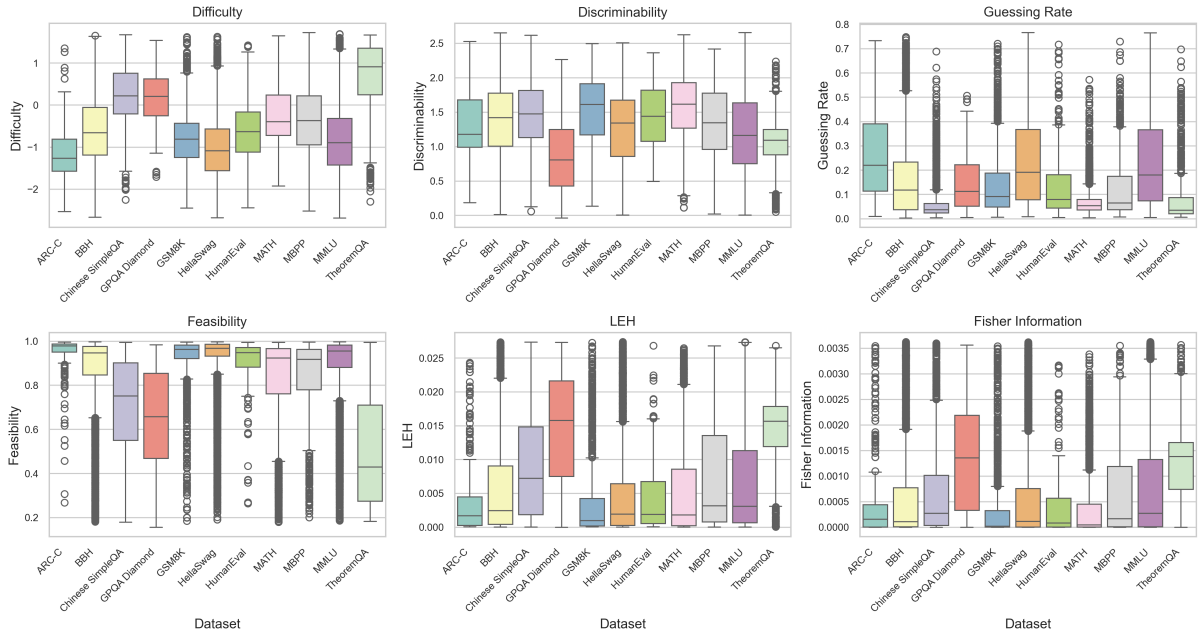 Difficulty
Difficulty
1
0
−1
−2
ARC-C
BBH
Chinese SimpleQA
GPQA Diamond
GSM8K
HellaSwag
HumanEval
MATH
MBPP
MMLU
TheoremQA
Discriminability
Discriminability
2.5
2.0
1.5
1.0
0.5
0.0
ARC-C
BBH
Chinese SimpleQA
GPQA Diamond
GSM8K
HellaSwag
HumanEval
MATH
MBPP
MMLU
TheoremQA
Guessing Rate
Guessing Rate
0.8
0.7
0.6
0.5
0.4
0.3
0.2
0.1
0.0
ARC-C
BBH
Chinese SimpleQA
GPQA Diamond
GSM8K
HellaSwag
HumanEval
MATH
MBPP
MMLU
TheoremQA
Feasibility
Feasibility
1.0
0.8
0.6
0.4
0.2
ARC-C
BBH
Chinese SimpleQA
GPQA Diamond
GSM8K
HellaSwag
HumanEval
MATH
MBPP
MMLU
TheoremQA
Dataset
LEH
LEH
0.025
0.020
0.015
0.010
0.005
0.000
ARC-C
BBH
Chinese SimpleQA
GPQA Diamond
GSM8K
HellaSwag
HumanEval
MATH
MBPP
MMLU
TheoremQA
Dataset
Fisher Information
Fisher Information
0.0035
0.0030
0.0025
0.0020
0.0015
0.0010
0.0005
0.0000
ARC-C
BBH
Chinese SimpleQA
GPQA Diamond
GSM8K
HellaSwag
HumanEval
MATH
MBPP
MMLU
TheoremQA
Dataset